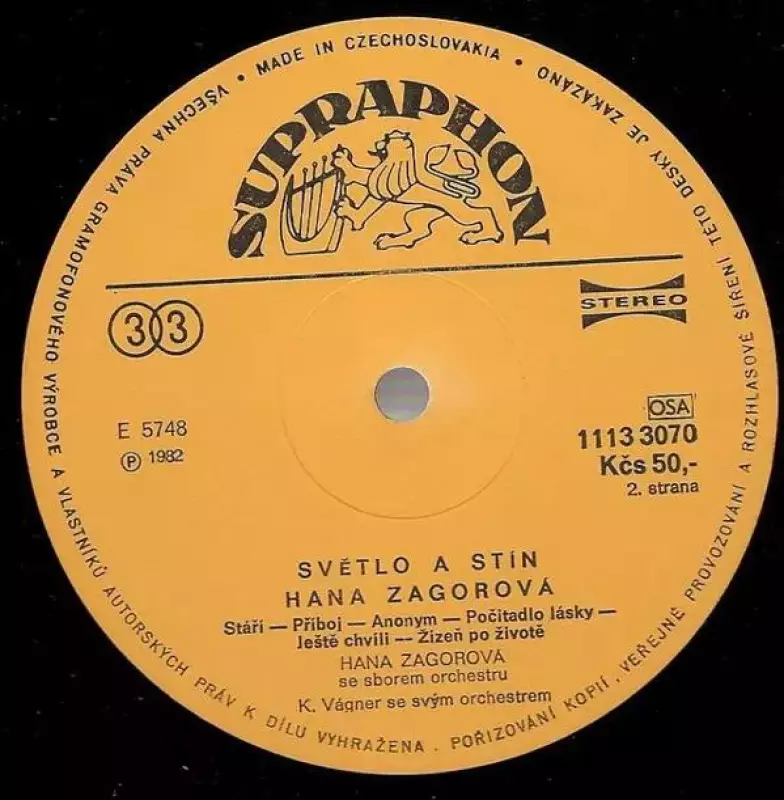 • MADE IN CZECHOSLOVAKIA •
SUPRAPHON
33
STEREO
E 5748
Ⓟ 1982
OSA
1113 3070
Kčs 50,-
2. strana
SVĚTLO A STÍN
HANA ZAGOROVÁ
Stáří — Příboj — Anonym — Počitadlo lásky —
Ještě chvili — Žizeň po životě
HANA ZAGOROVÁ
se sborem orchestru
K. Vágner se svým orchestrem
VŠECHNA PRÁVA GRAMOFONOVÉHO VÝROBCE A VLASTNÍKŮ AUTORSKÝCH PRÁV K DÍLU VYHRAŽENA . POŘIZOVÁNÍ KOPIÍ , VEŘEJNÉ PROVOZOVÁNÍ A ROZHLASOVÉ ŠÍŘENÍ TÉTO DESKY JE ZAKÁZÁNO